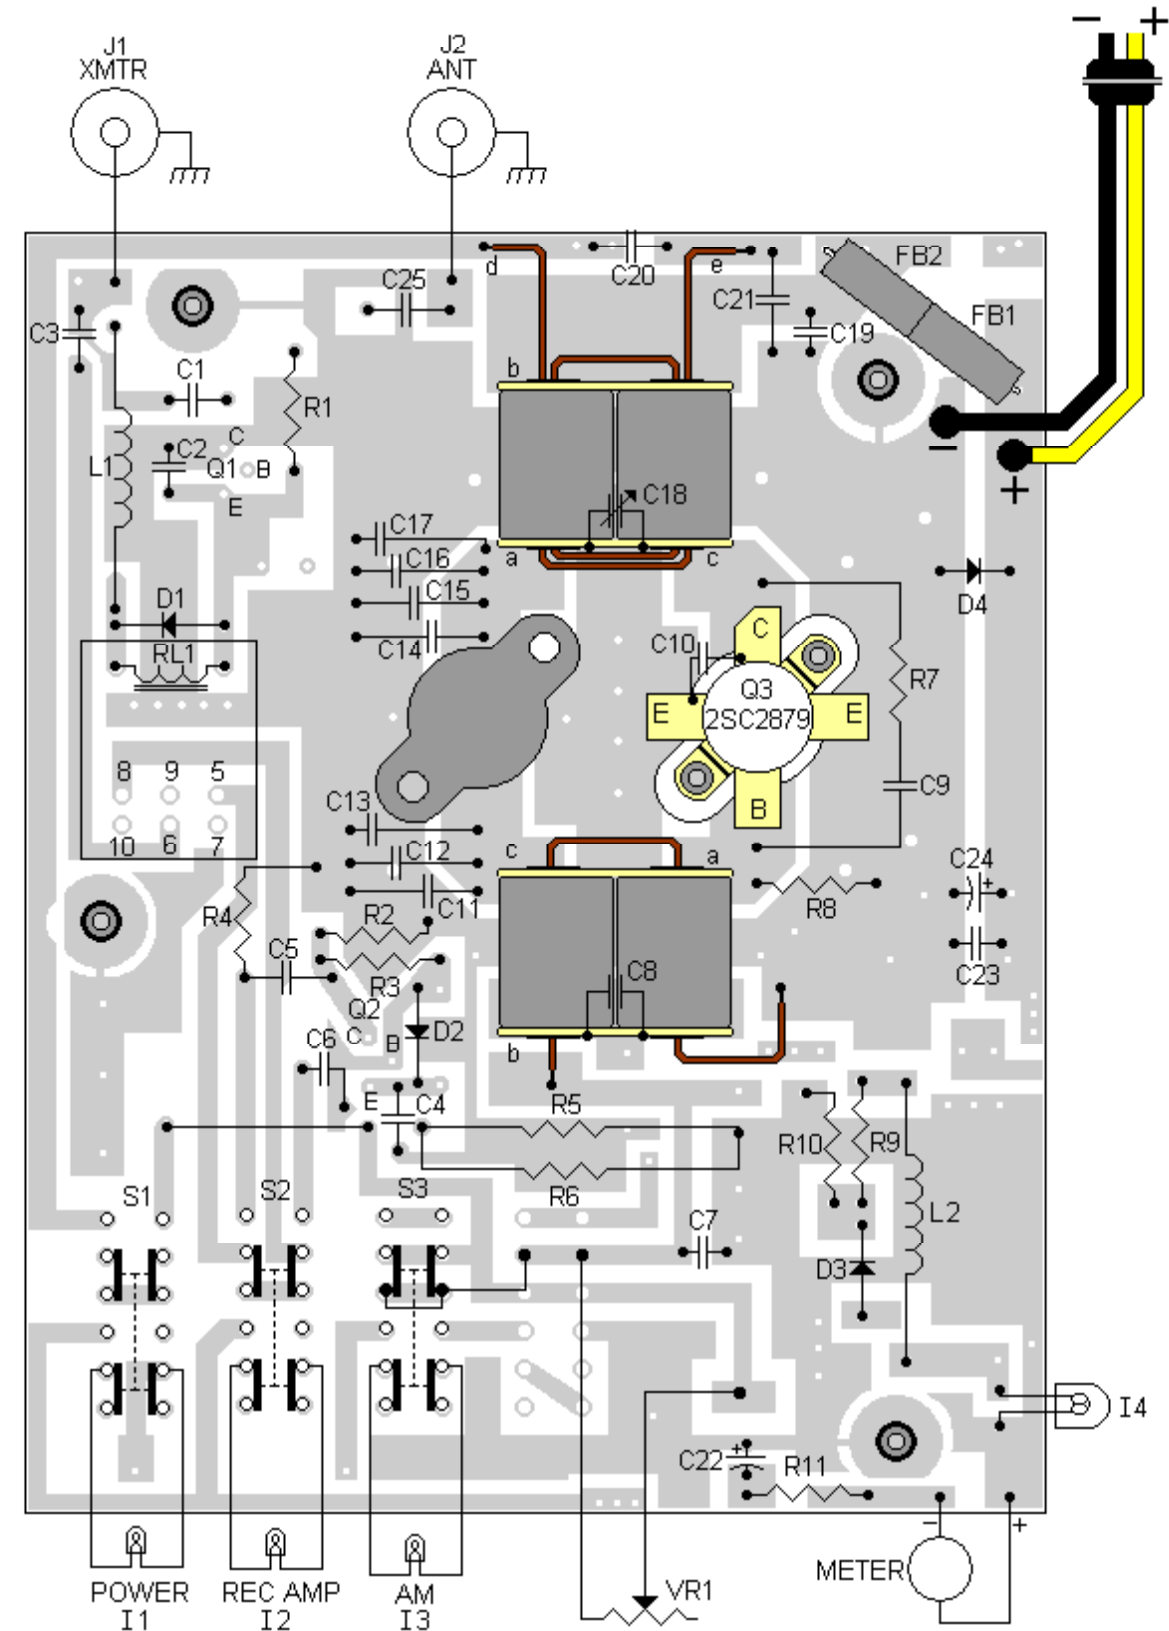 − +
J1
XMTR
J2
ANT
d
C20
e
C25
C21
FB2
FB1
C3
C19
C1
b
R1
C2
C
L1
Q1
B
E
−
+
C18
C17
a
c
C16
C15
D4
D1
C14
C10
C
RL1
R7
Q3
E
2SC2879
E
8 9 5
C9
C13
B
10 6 7
C12
c
a
C24
+
R4
R2
C11
R8
C5
C8
C23
R3
Q2
C
C6
B
D2
b
E
C4
R5
R10
R9
S1
S2
S3
R6
L2
C7
D3
I4
+
C22
R11
−
+
POWER
I1
REC AMP
I2
AM
I3
VR1
METER